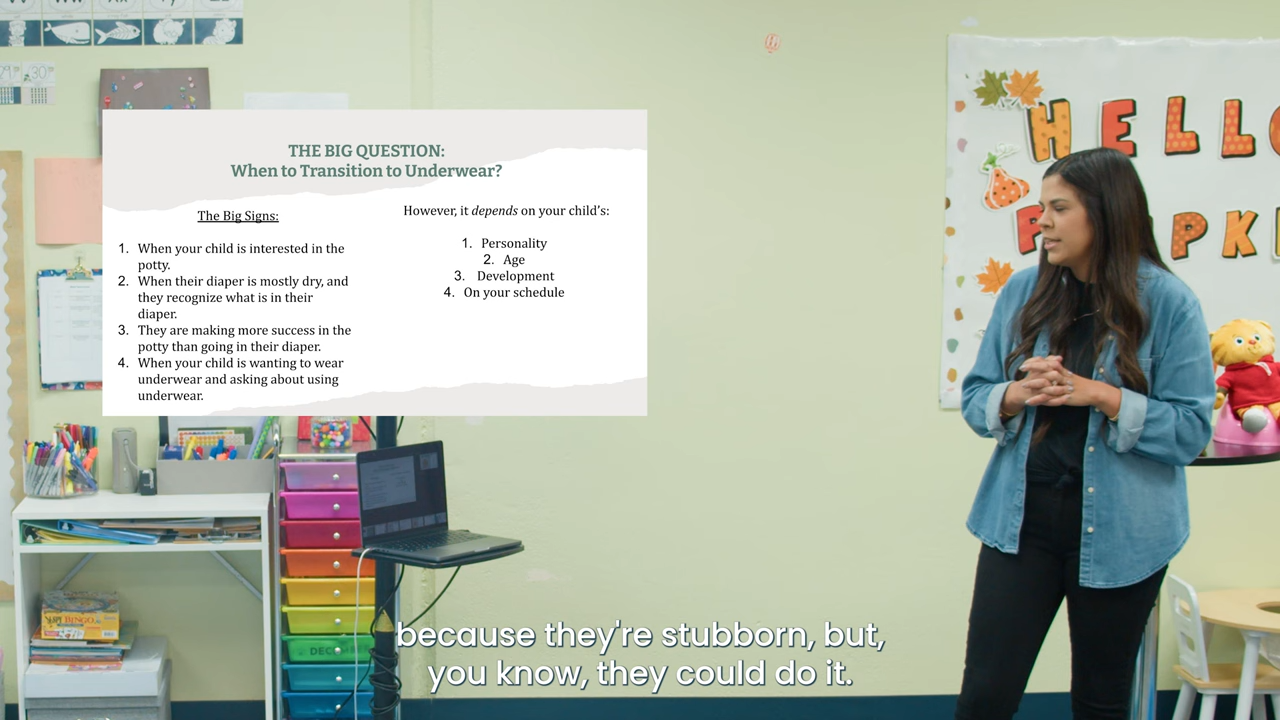 29
30
THE BIG QUESTION:
When to Transition to Underwear?
The Big Signs:
1. When your child is interested in the
potty.
2. When their diaper is mostly dry, and
they recognize what is in their
diaper.
3. They are making more success in the
potty than going in their diaper.
4. When your child is wanting to wear
underwear and asking about using
underwear.
However, it depends on your child's:
1. Personality
2. Age
3. Development
4. On your schedule
HELLO
P PK
BINGO
DEC
because they're stubborn, but,
you know, they could do it.